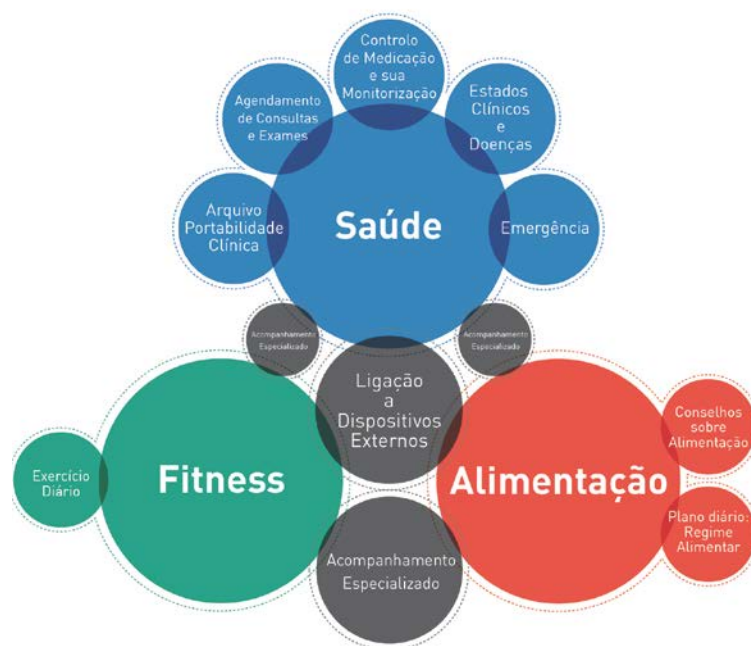 Controlo
de Medicação
e sua
Monitorização
Agendamento
de Consultas
e Exames
Estados
Clínicos
e
Doenças
Arquivo
Portabilidade
Clínica
Saúde
Emergência
Acompanhamento
Especializado
Acompanhamento
Especializado
Ligação
a
Dispositivos
Externos
Conselhos
sobre
Alimentação
Exercício
Diário
Fitness
Alimentação
Plano diário:
Regime
Alimentar
Acompanhamento
Especializado